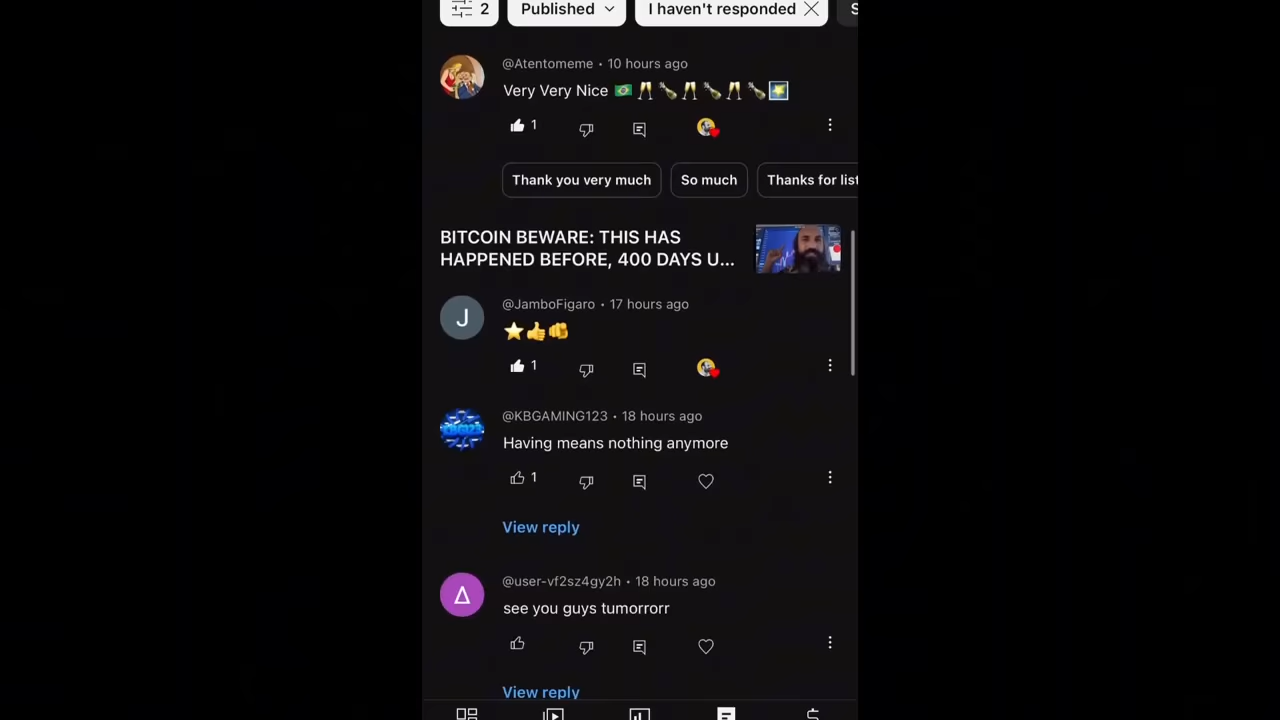 2 Published I haven't responded S
@Atentomeme • 10 hours ago
Very Very Nice 🇧🇷🥂🍾🥂🍾🥂🍾🌠
1
Thank you very much So much Thanks for list
BITCOIN BEWARE: THIS HAS
HAPPENED BEFORE, 400 DAYS U...
@JamboFigaro • 17 hours ago
J
⭐👍🫵
1
@KBGAMING123 • 18 hours ago
KBG123
Having means nothing anymore
1
View reply
@user-vf2sz4gy2h • 18 hours ago
Δ
see you guys tumorrorr
View reply